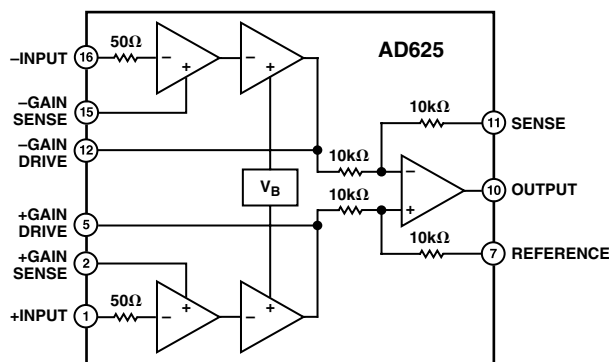 AD625
50Ω
–INPUT
16
–
+
–
+
–GAIN
SENSE
15
10kΩ
11
SENSE
–GAIN
DRIVE
12
10kΩ
–
VB
10kΩ
10
OUTPUT
+
+GAIN
DRIVE
5
10kΩ
7
REFERENCE
+GAIN
SENSE
2
50Ω
+
+
+INPUT
1
–
–